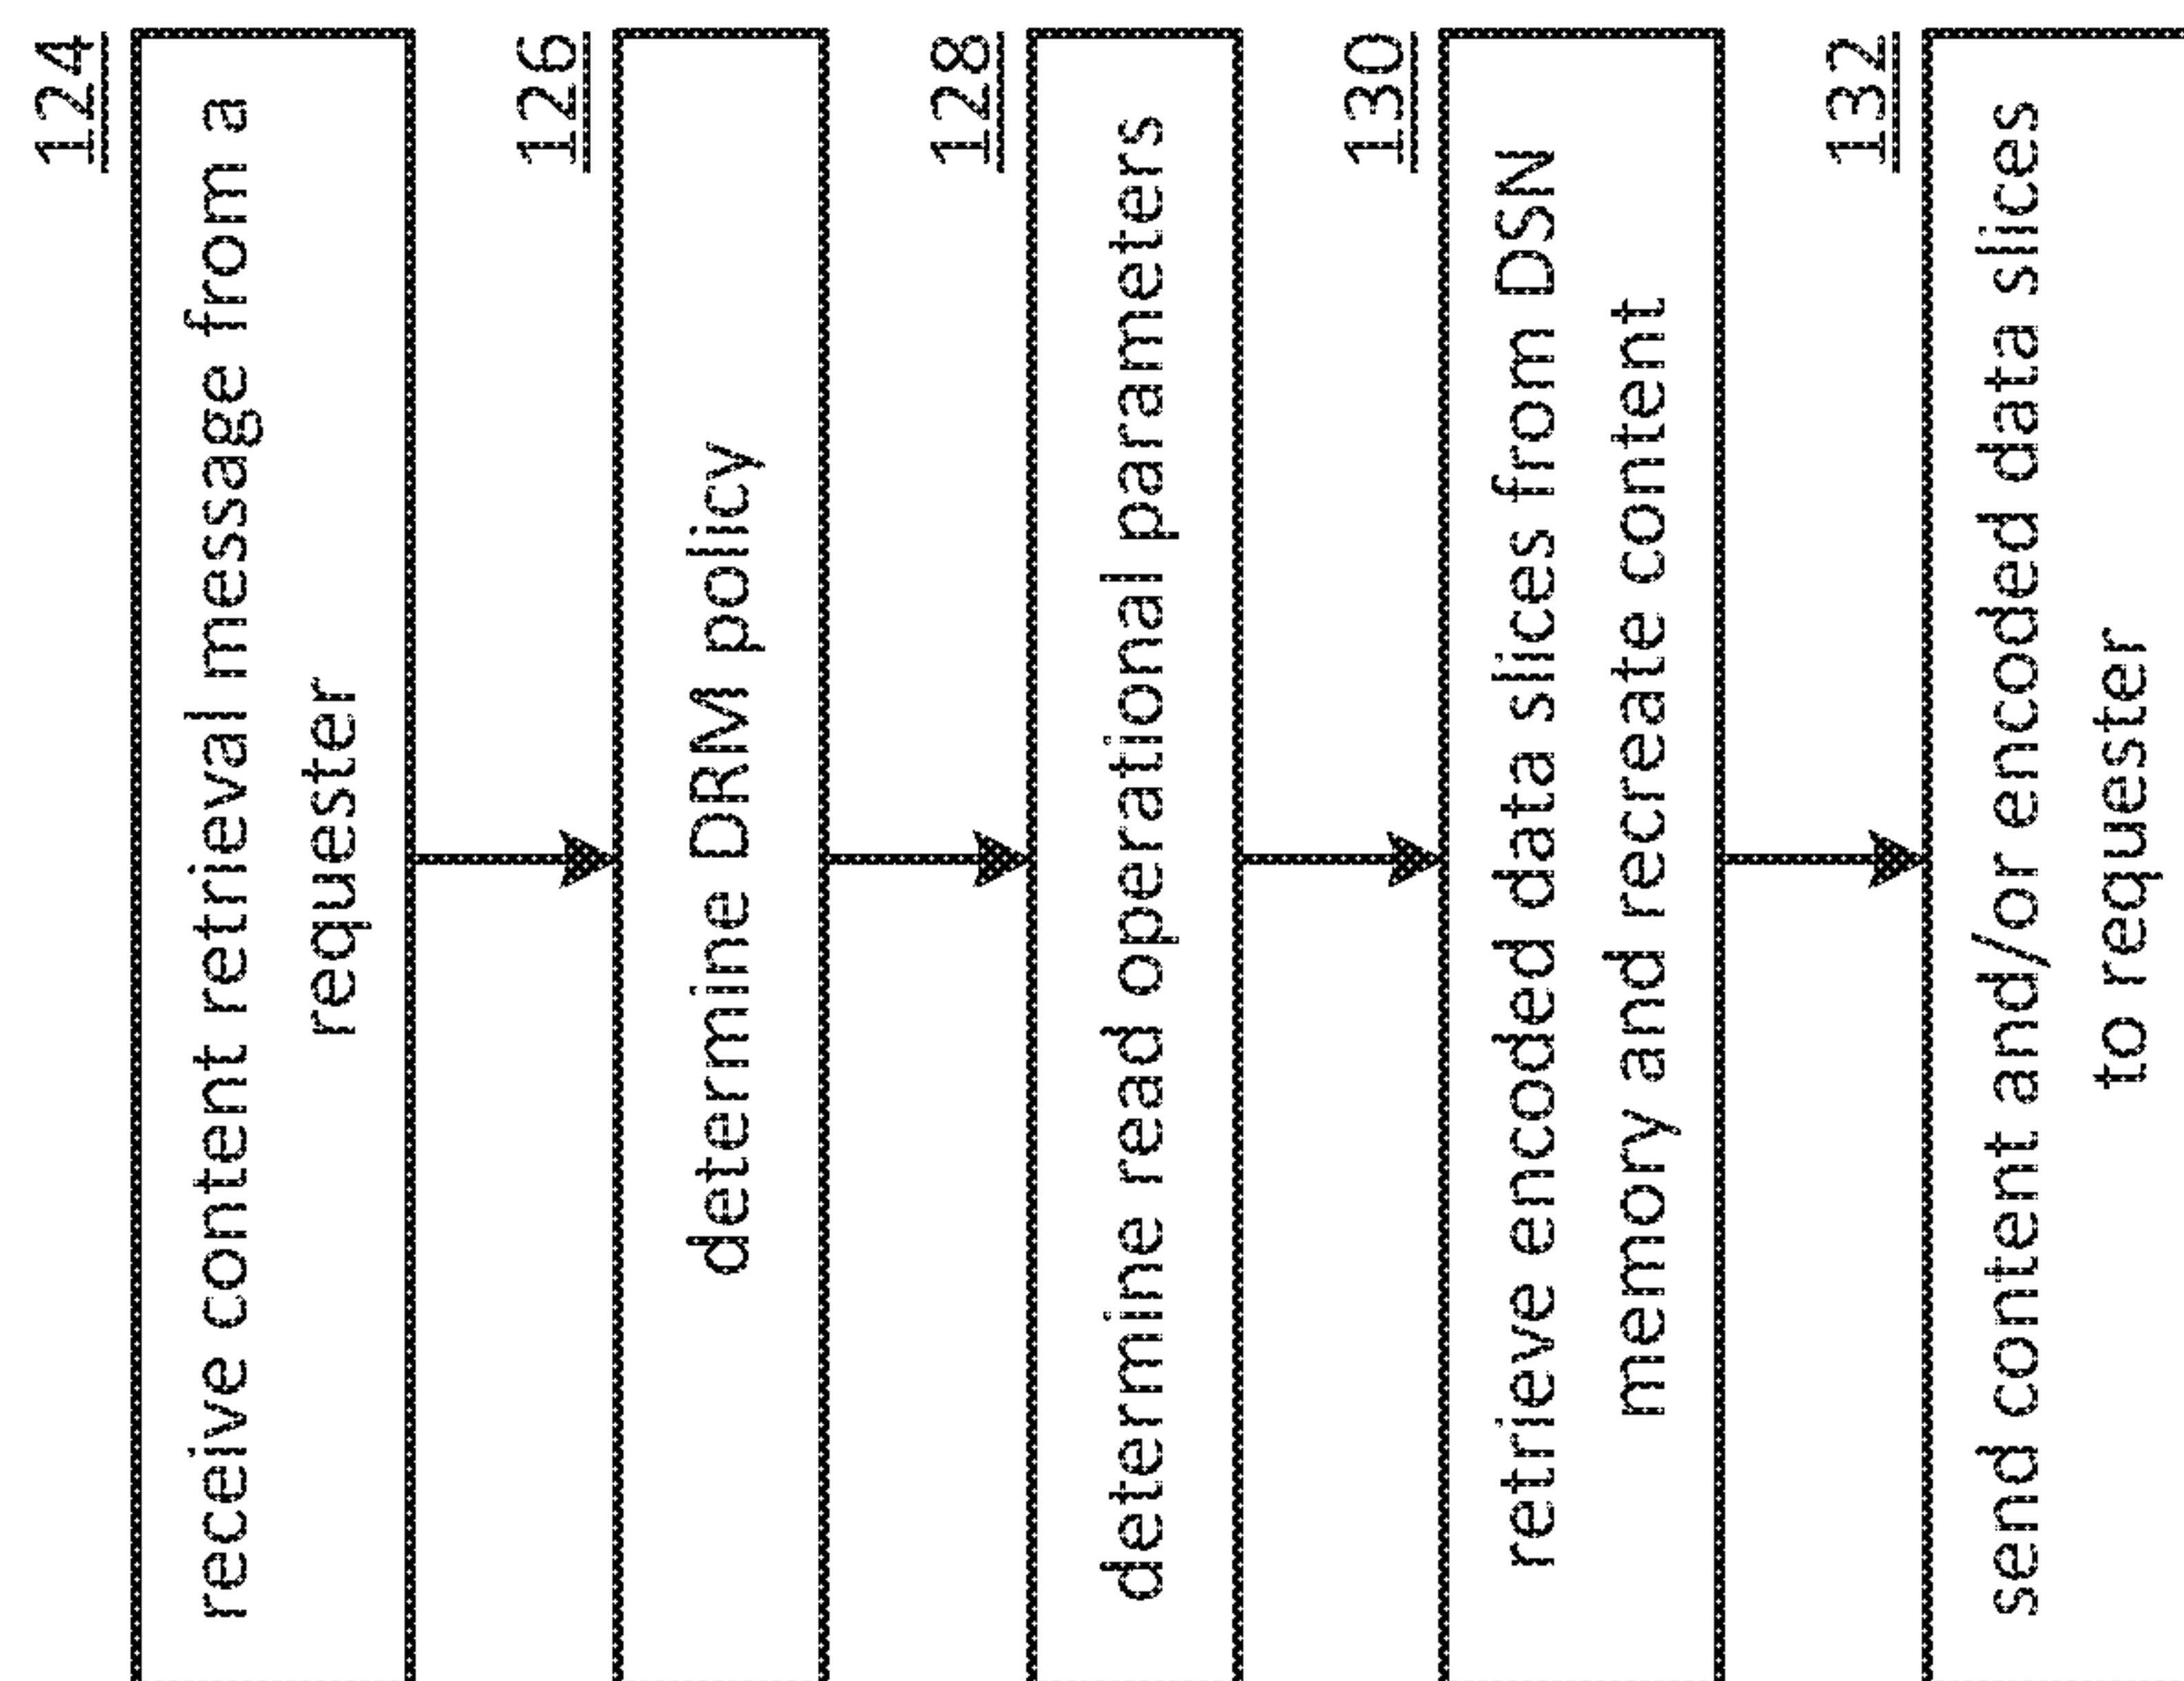 124
receive content retrieval message from a
requester
126
determine DRM policy
128
determine read operational parameters
130
retrieve encoded data slices from DSN
memory and recreate content
132
send content and/or encoded data slices
to requester